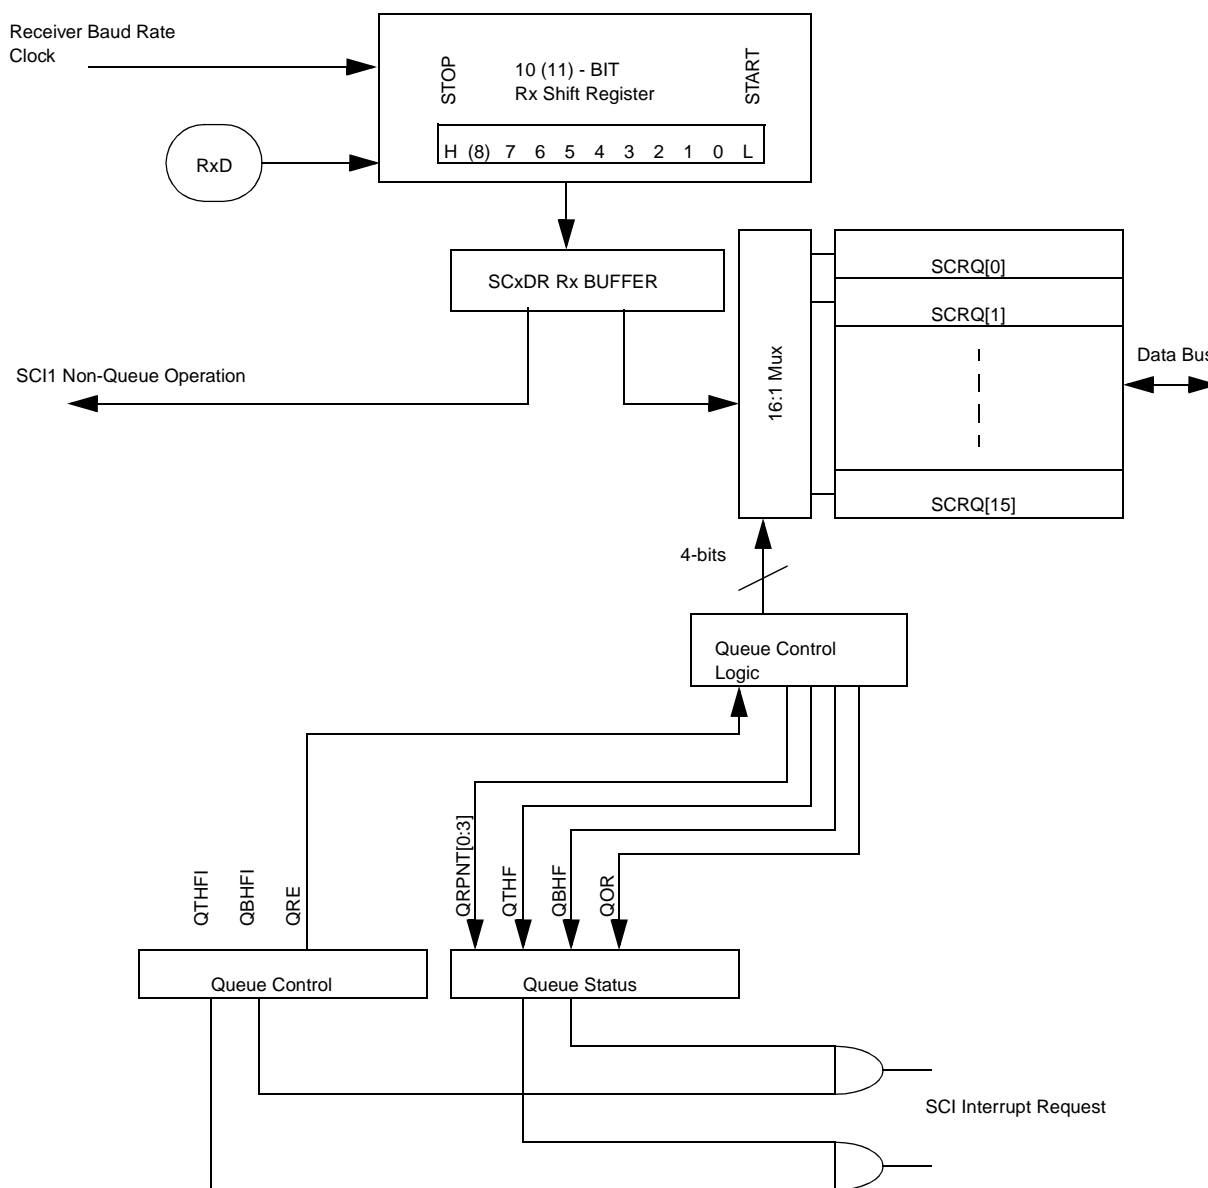 Receiver Baud Rate
Clock
STOP
10 (11) - BIT
Rx Shift Register
START
H (8) 7 6 5 4 3 2 1 0 L
RxD
SCxDR Rx BUFFER
SCRQ[0]
SCRQ[1]
16:1 Mux
Data Bus
SCI1 Non-Queue Operation
SCRQ[15]
4-bits
Queue Control
Logic
QTHFI
QBHFI
QRE
QRPNT[0:3]
QTHF
QBHF
QOR
Queue Control
Queue Status
SCI Interrupt Request